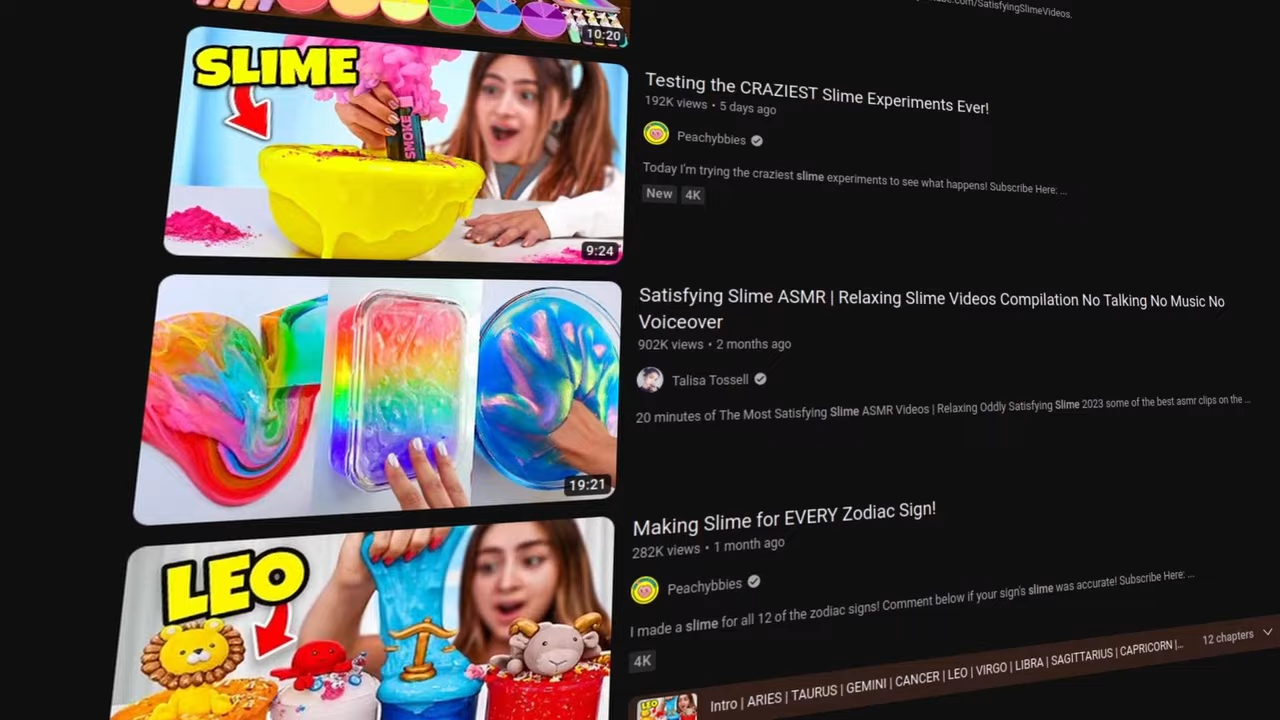 10:20
SLIME
SMOKE
9:24
Testing the CRAZIEST Slime Experiments Ever!
192K views • 5 days ago
Peachybbies
Today I'm trying the craziest slime experiments to see what happens! Subscribe Here: ...
New 4K
19:21
Satisfying Slime ASMR | Relaxing Slime Videos Compilation No Talking No Music No
Voiceover
902K views • 2 months ago
Talisa Tossell
20 minutes of The Most Satisfying Slime ASMR Videos | Relaxing Oddly Satisfying Slime 2023 some of the best asmr clips on the ...
LEO
Making Slime for EVERY Zodiac Sign!
282K views • 1 month ago
Peachybbies
I made a slime for all 12 of the zodiac signs! Comment below if your sign's slime was accurate! Subscribe Here: ...
4K
LEO
Intro | ARIES | TAURUS | GEMINI | CANCER | LEO | VIRGO | LIBRA | SAGITTARIUS | CAPRICORN |...
12 chapters